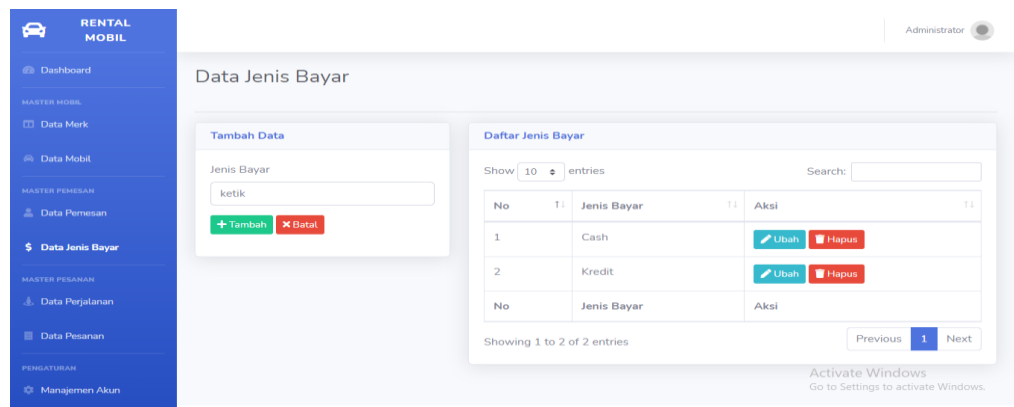 RENTAL
MOBIL
Administrator
Dashboard
MASTER MOBIL
Data Merk
Data Mobil
MASTER PEMESAN
Data Pemesan
Data Jenis Bayar
MASTER PESANAN
Data Perjalanan
Data Pesanan
PENGATURAN
Manajemen Akun
Data Jenis Bayar
Tambah Data
Jenis Bayar
ketik
Tambah Batal
Daftar Jenis Bayar
Show 10 entries Search:
No Jenis Bayar Aksi
1 Cash Ubah Hapus
2 Kredit Ubah Hapus
No Jenis Bayar Aksi
Showing 1 to 2 of 2 entries Previous 1 Next
Activate Windows
Go to Settings to activate Windows.